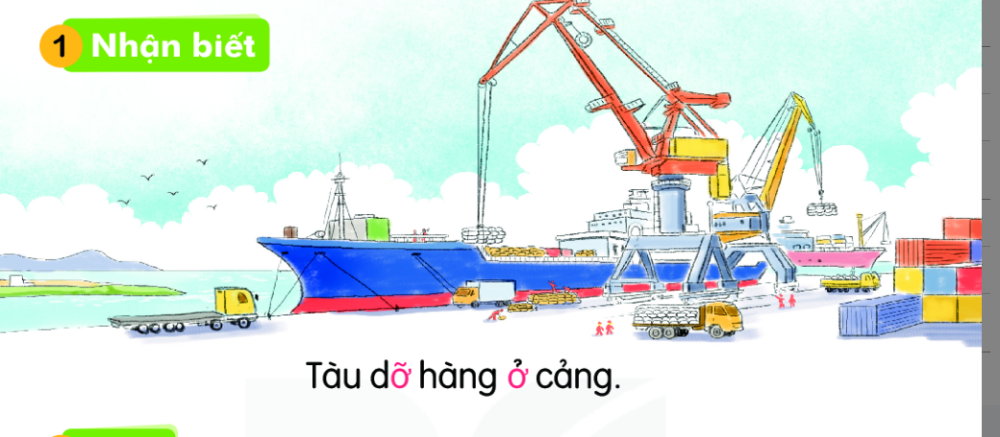 1 Nhận biết
Tàu dỡ hàng ở cảng.